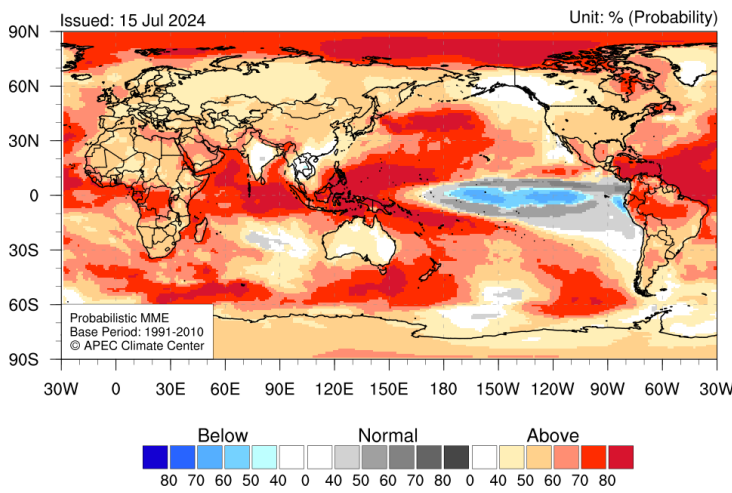 Issued: 15 Jul 2024
Unit: % (Probability)
90N
60N
30N
0
30S
60S
90S
Probabilistic MME
Base Period: 1991-2010
© APEC Climate Center
30W 0 30E 60E 90E 120E 150E 180 150W 120W 90W 60W 30W
Below Normal Above
80 70 60 50 40 0 40 50 60 70 80 0 40 50 60 70 80